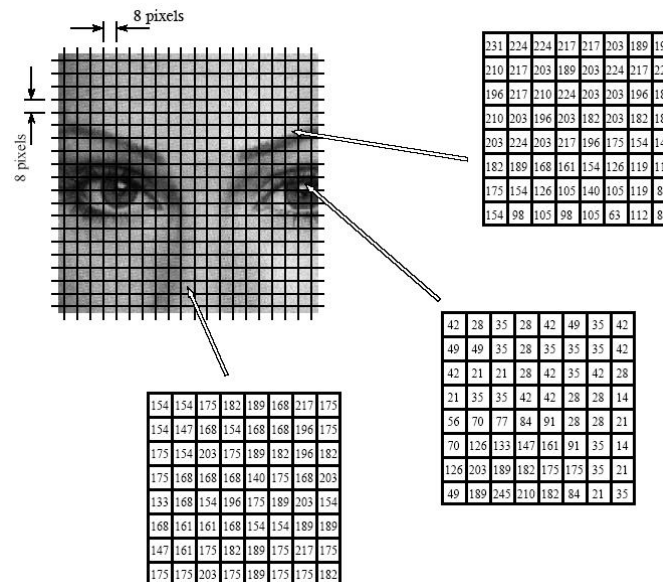 8 pixels
8 pixels
231 224 224 217 217 203 189
210 217 203 189 203 224 217
196 217 210 224 203 203 196
210 203 196 203 182 203 182
203 224 203 217 196 175 154
182 189 168 161 154 126 119
175 154 126 105 140 105 119
154 98 105 98 105 63 112
42 28 35 28 42 49 35 42
49 49 35 28 35 35 35 42
42 21 21 28 42 35 42 28
21 35 35 42 42 28 28 14
56 70 77 84 91 28 28 21
70 126 133 147 161 91 35 14
126 203 189 182 175 175 35 21
49 189 245 210 182 84 21 35
154 154 175 182 189 168 217 175
154 147 168 154 168 168 196 175
175 154 203 175 189 182 196 182
175 168 168 168 140 175 168 203
133 168 154 196 175 189 203 154
168 161 161 168 154 154 189 189
147 161 175 182 189 175 217 175
175 175 203 175 189 175 175 182